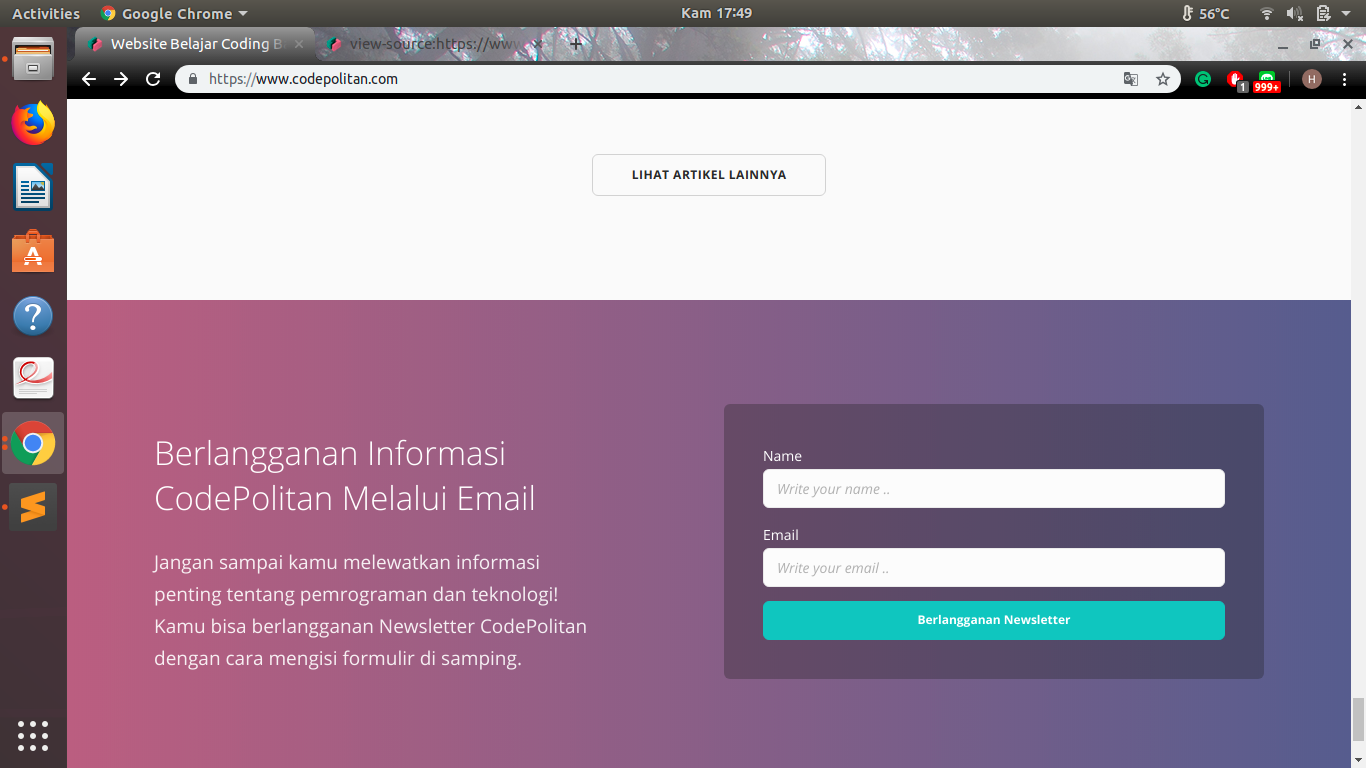 Activities
Google Chrome
Kam 17:49
56°C
Website Belajar Coding B
view-source:https://www
https://www.codepolitan.com
1
999+
H
LIHAT ARTIKEL LAINNYA
Berlangganan Informasi
CodePolitan Melalui Email
Jangan sampai kamu melewatkan informasi
penting tentang pemrograman dan teknologi!
Kamu bisa berlangganan Newsletter CodePolitan
dengan cara mengisi formulir di samping.
Name
Write your name ..
Email
Write your email ..
Berlangganan Newsletter